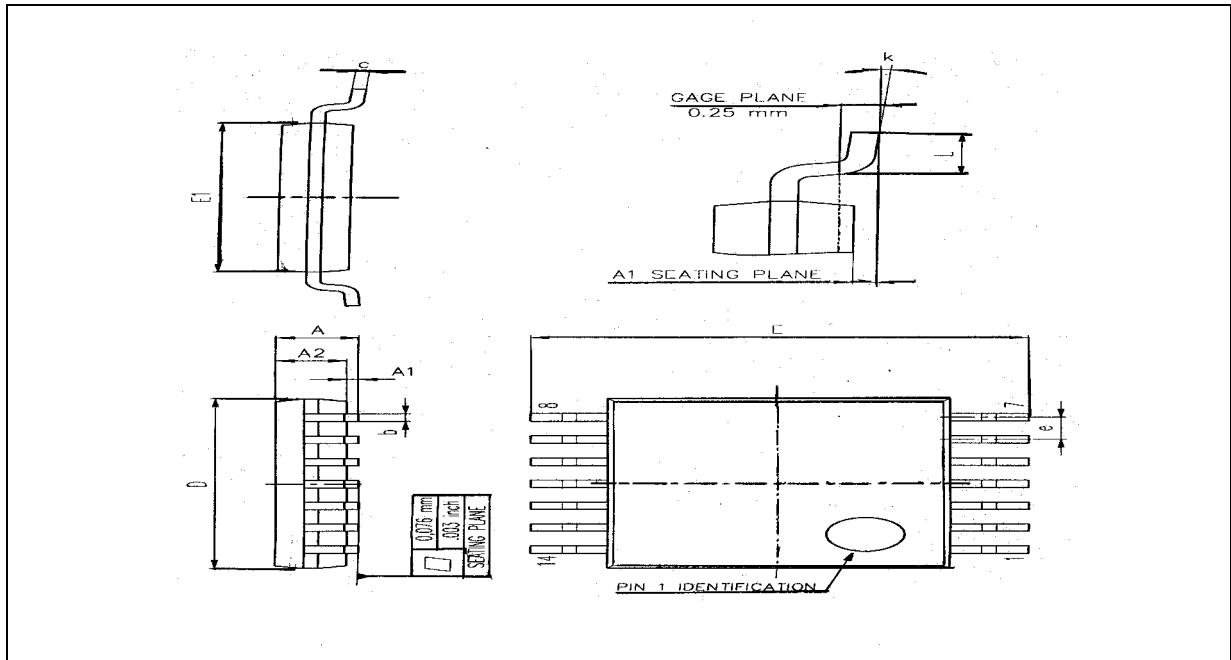 c
k
GAGE PLANE
0.25 mm
L
E1
A1 SEATING PLANE
A
A2
A1
b
D
0,076 mm
.003 inch
SEATING PLANE
E
8
7
e
14
1
PIN 1 IDENTIFICATION